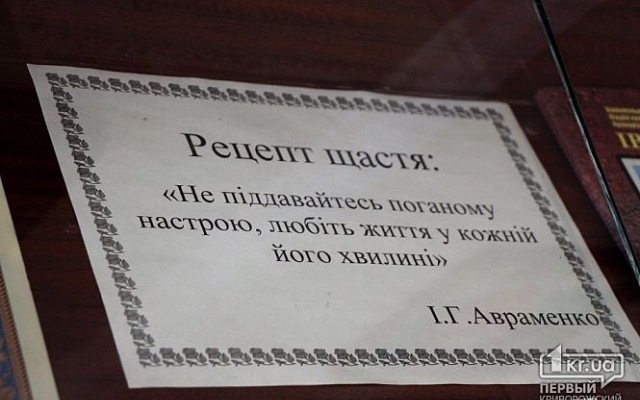 Рецепт щастя:
«Не піддавайтесь поганому
настрою, любіть життя у кожній
його хвилині»
І.Г.Авраменко
1kr.ua
ПЕРВЫЙ
КРИВОРОЖСКИЙ